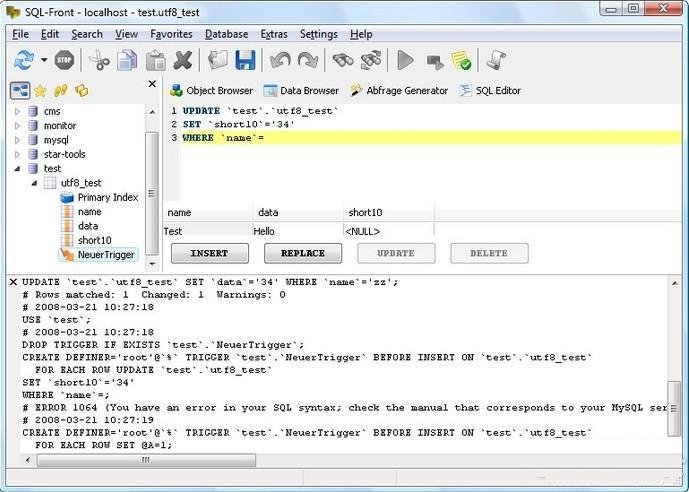 SQL-Front - localhost - test.utf8_test
File Edit Search View Favorites Database Extras Settings Help
STOP
Object Browser Data Browser Abfrage Generator SQL Editor
cms
monitor
mysql
star-tools
test
utf8_test
Primary Index
name
data
short10
NeuerTrigger
1 UPDATE `test`.`utf8_test`
2 SET `short10`='34'
3 WHERE `name`=
name data short10
Test Hello <NULL>
INSERT REPLACE UPDATE DELETE
UPDATE `test`.`utf8_test` SET `data`='34' WHERE `name`='zz';
# Rows matched: 1 Changed: 1 Warnings: 0
# 2008-03-21 10:27:18
USE `test`;
# 2008-03-21 10:27:18
DROP TRIGGER IF EXISTS `test`.`NeuerTrigger`;
CREATE DEFINER='root'@`%` TRIGGER `test`.`NeuerTrigger` BEFORE INSERT ON `test`.`utf8_test`
FOR EACH ROW UPDATE `test`.`utf8_test`
SET `short10`='34'
WHERE `name`=;
# ERROR 1064 (You have an error in your SQL syntax; check the manual that corresponds to your MySQL ser
# 2008-03-21 10:27:19
CREATE DEFINER='root'@`%` TRIGGER `test`.`NeuerTrigger` BEFORE INSERT ON `test`.`utf8_test`
FOR EACH ROW SET @A=1;